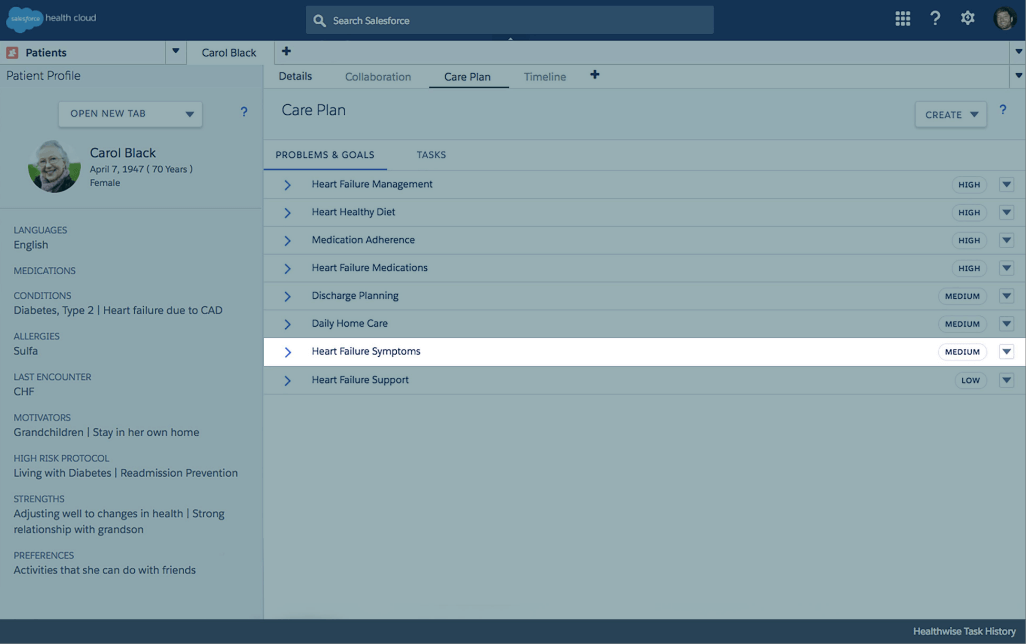 salesforce health cloud
Search Salesforce
?
Patients
Carol Black
+
Patient Profile
Details
Collaboration
Care Plan
Timeline
+
OPEN NEW TAB
?
Carol Black
April 7, 1947 ( 70 Years )
Female
LANGUAGES
English
MEDICATIONS
CONDITIONS
Diabetes, Type 2 | Heart failure due to CAD
ALLERGIES
Sulfa
LAST ENCOUNTER
CHF
MOTIVATORS
Grandchildren | Stay in her own home
HIGH RISK PROTOCOL
Living with Diabetes | Readmission Prevention
STRENGTHS
Adjusting well to changes in health | Strong
relationship with grandson
PREFERENCES
Activities that she can do with friends
Care Plan
CREATE
?
PROBLEMS & GOALS
TASKS
Heart Failure Management HIGH
Heart Healthy Diet HIGH
Medication Adherence HIGH
Heart Failure Medications HIGH
Discharge Planning MEDIUM
Daily Home Care MEDIUM
Heart Failure Symptoms MEDIUM
Heart Failure Support LOW
Healthwise Task History